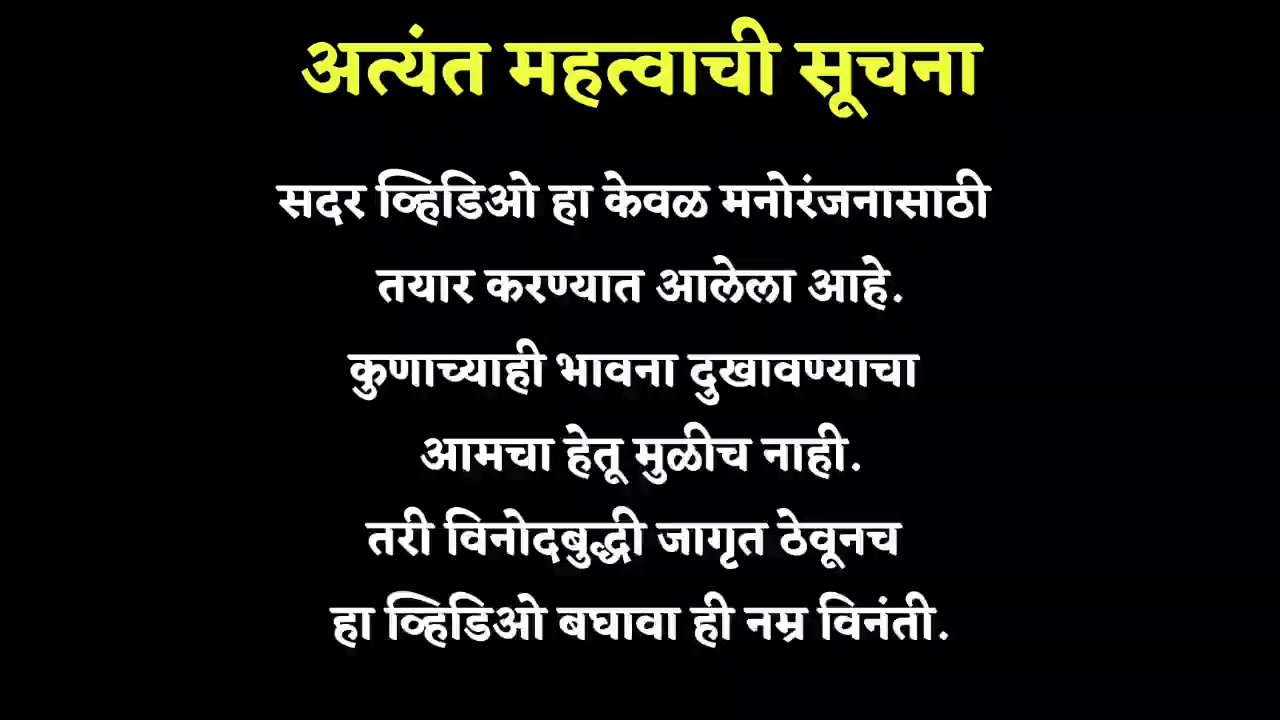 अत्यंत महत्वाची सूचना
सदर व्हिडिओ हा केवळ मनोरंजनासाठी
तयार करण्यात आलेला आहे.
कुणाच्याही भावना दुखावण्याचा
आमचा हेतू मुळीच नाही.
तरी विनोदबुद्धी जागृत ठेवूनच
हा व्हिडिओ बघावा ही नम्र विनंती.